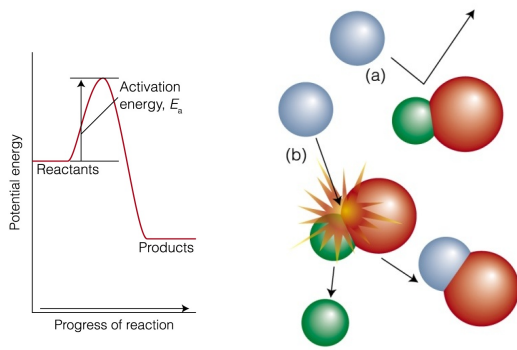 Potential energy
Activation
energy, Eₐ
Reactants
Products
Progress of reaction
(a)
(b)